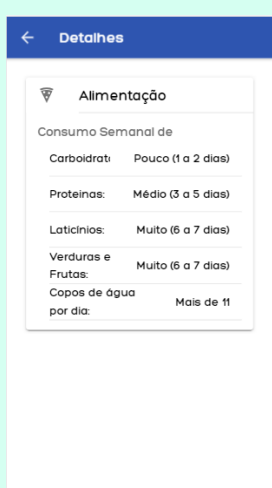 Detalhes
Alimentação
Consumo Semanal de
Carboidrat Pouco (1 a 2 dias)
Proteinas: Médio (3 a 5 dias)
Laticínios: Muito (6 a 7 dias)
Verduras e
Frutas: Muito (6 a 7 dias)
Copos de água
por dia: Mais de 11